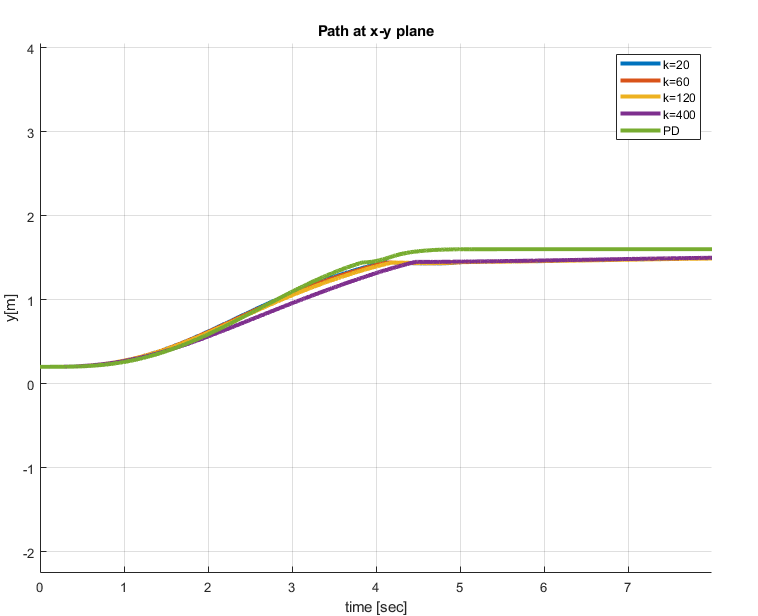 Path at x-y plane
k=20
k=60
k=120
k=400
PD
4
3
2
1
0
-1
-2
y[m]
0 1 2 3 4 5 6 7
time [sec]